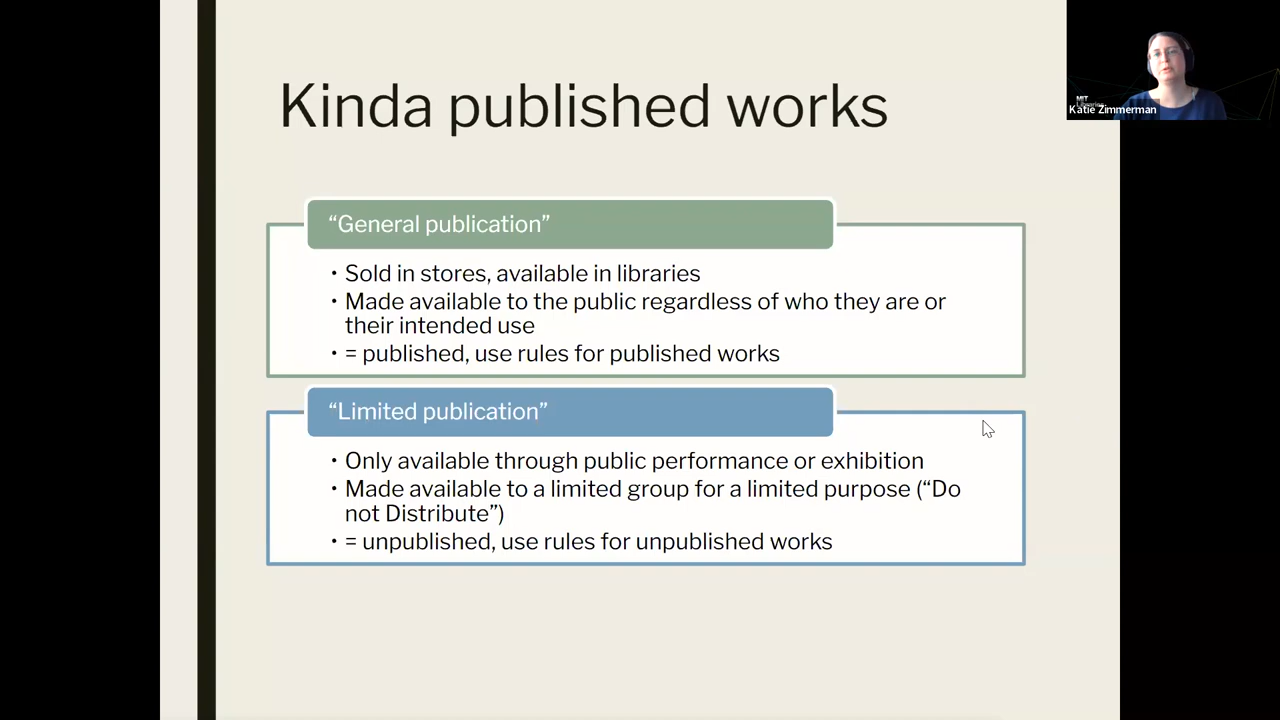 Kinda published works
“General publication”
• Sold in stores, available in libraries
• Made available to the public regardless of who they are or
their intended use
• = published, use rules for published works
“Limited publication”
• Only available through public performance or exhibition
• Made available to a limited group for a limited purpose (“Do
not Distribute”)
• = unpublished, use rules for unpublished works
MIT
Katie Zimmerman